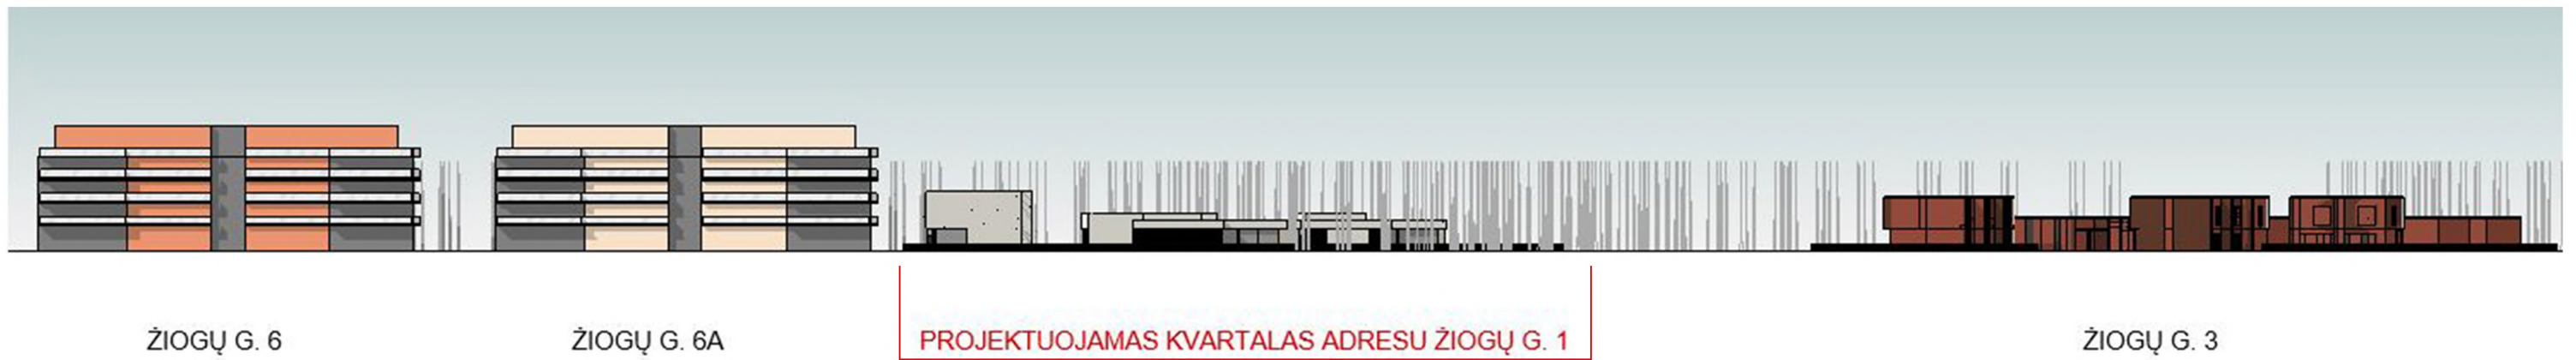 ŽIOGŲ G. 6
ŽIOGŲ G. 6A
PROJEKTUOJAMAS KVARTALAS ADRESU ŽIOGŲ G. 1
ŽIOGŲ G. 3